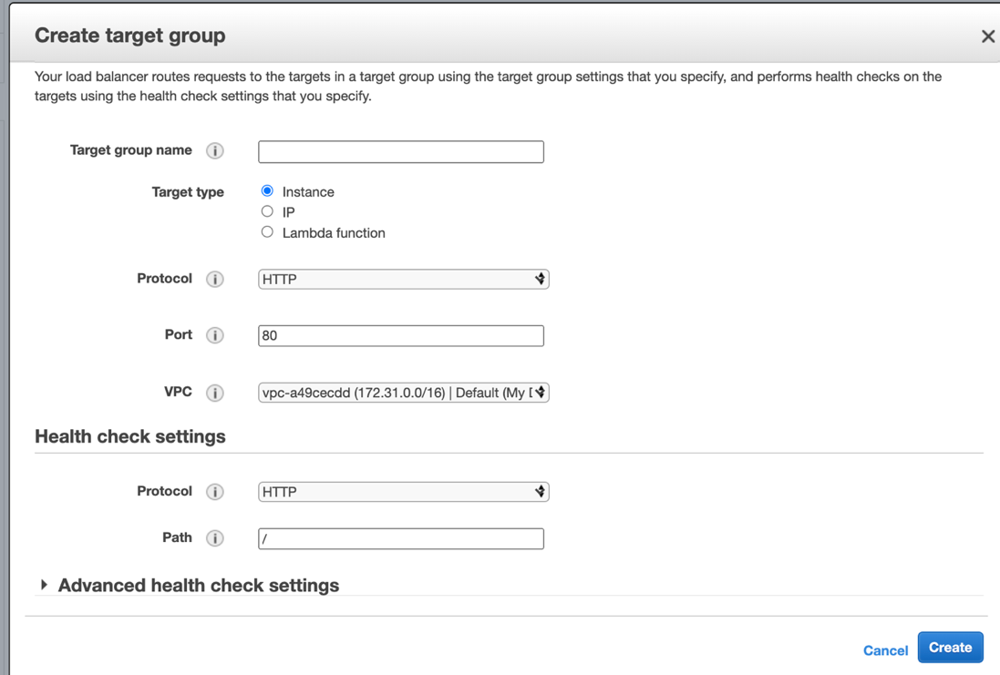 Create target group
Your load balancer routes requests to the targets in a target group using the target group settings that you specify, and performs health checks on the
targets using the health check settings that you specify.
Target group name
Target type
Instance
IP
Lambda function
Protocol
HTTP
Port
80
VPC
vpc-a49cecdd (172.31.0.0/16) | Default (My
Health check settings
Protocol
HTTP
Path
/
Advanced health check settings
Cancel
Create